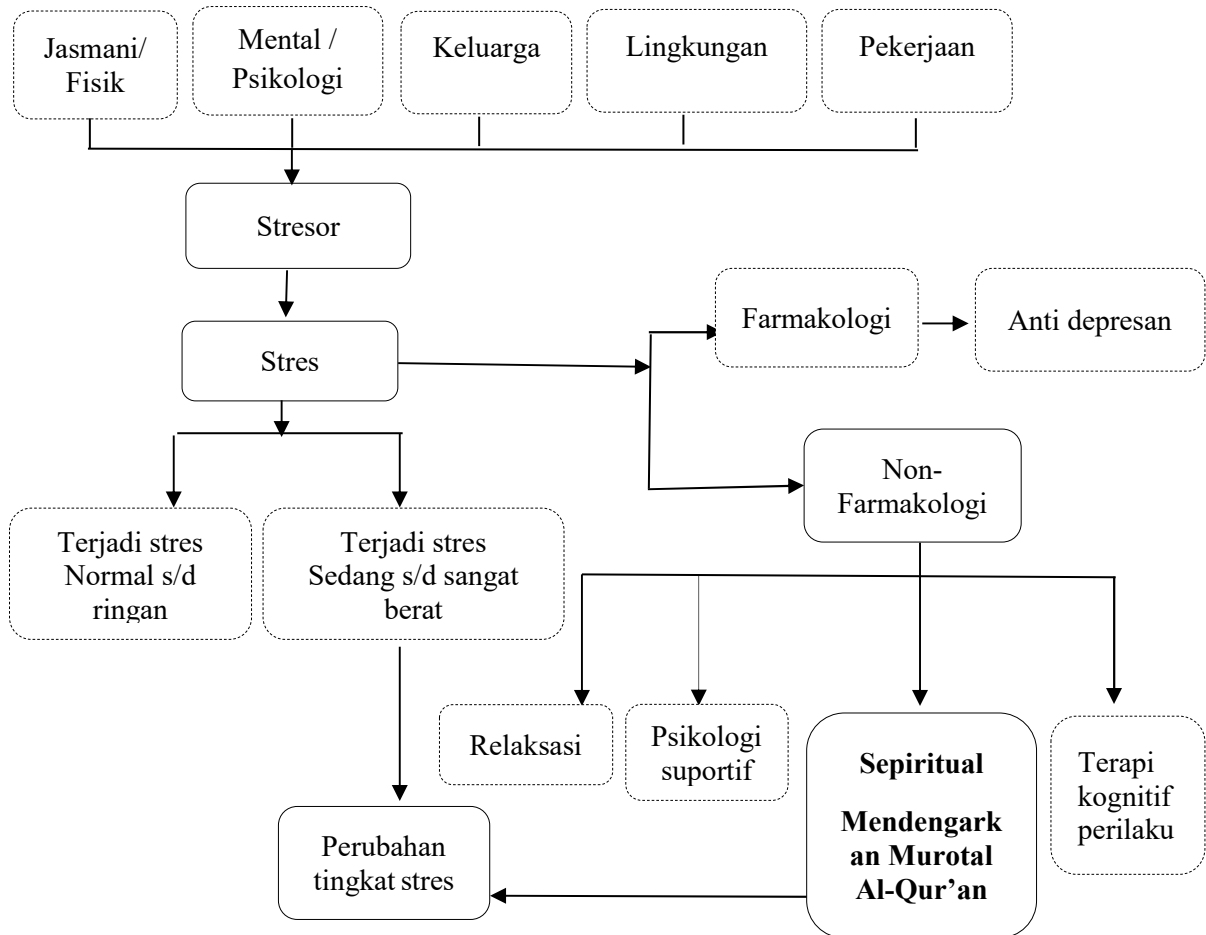 Jasmani/
Fisik
Mental /
Psikologi
Keluarga
Lingkungan
Pekerjaan
Stresor
Farmakologi
Anti depresan
Stres
Non-
Farmakologi
Terjadi stres
Normal s/d
ringan
Terjadi stres
Sedang s/d sangat
berat
Relaksasi
Psikologi
suportif
Sepiritual
Mendengark
an Murotal
Al-Qur’an
Terapi
kognitif
perilaku
Perubahan
tingkat stres